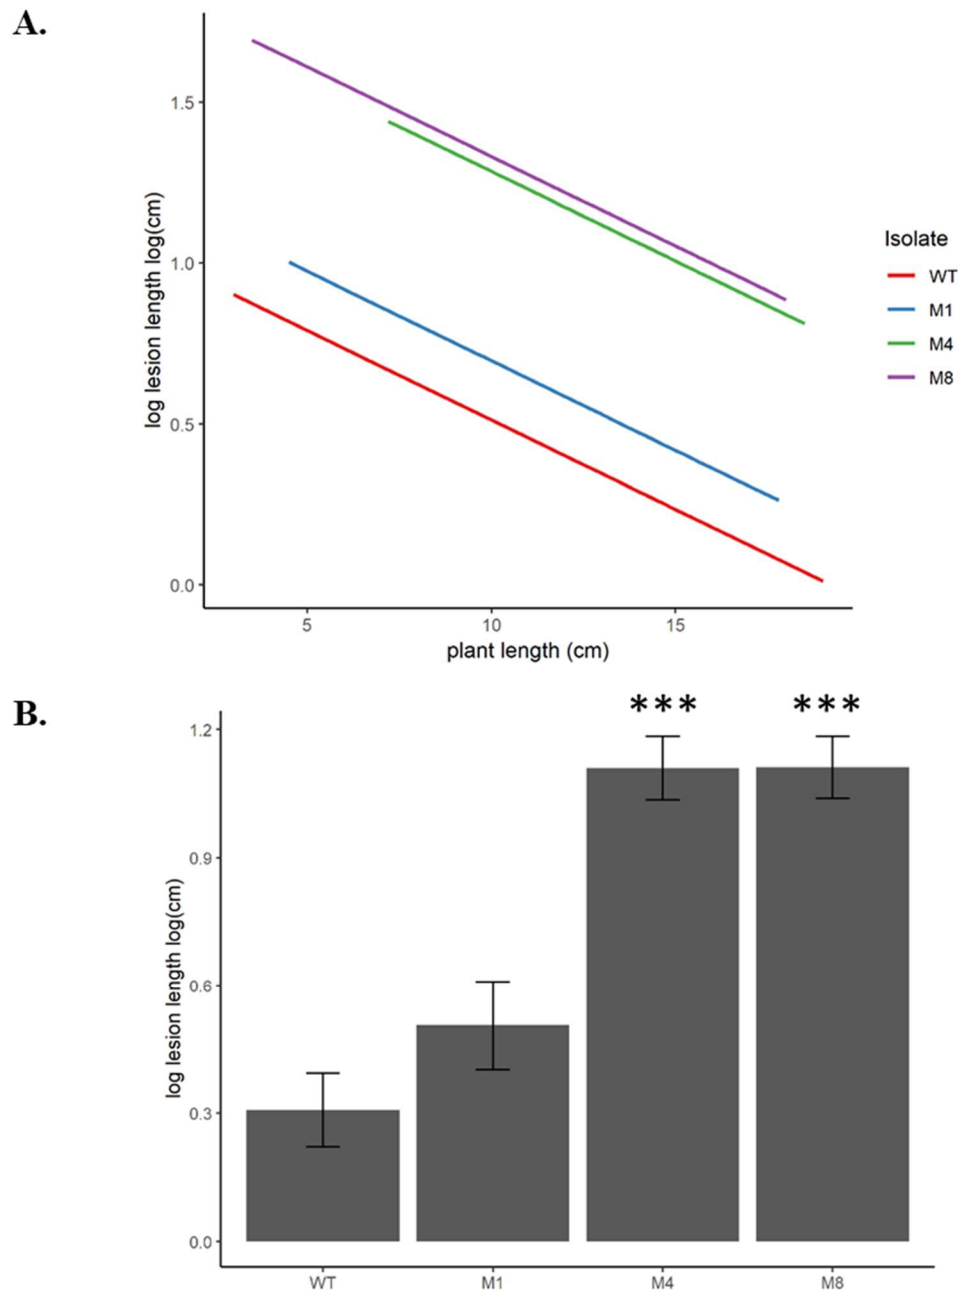 A.
log lesion length log(cm)
1.5
1.0
0.5
0.0
5 10 15
plant length (cm)
Isolate
WT
M1
M4
M8
B.
*** ***
log lesion length log(cm)
1.2
0.9
0.6
0.3
0.0
WT M1 M4 M8